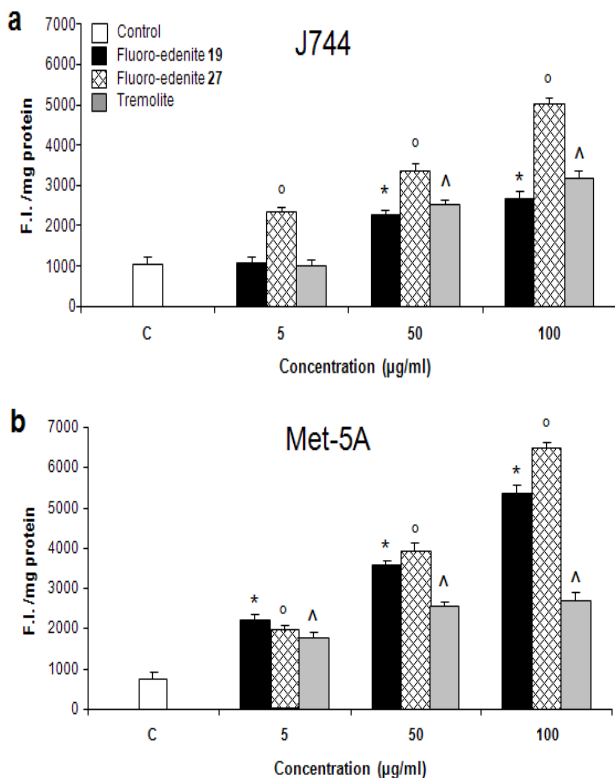 a
J744
Control
Fluoro-edenite 19
Fluoro-edenite 27
Tremolite
F.I. /mg protein
7000
6000
5000
4000
3000
2000
1000
0
o
o
*
^
o
*
^
C
5
50
100
Concentration (µg/ml)
b
Met-5A
F.I. /mg protein
7000
6000
5000
4000
3000
2000
1000
0
*
o
^
*
o
^
*
o
^
C
5
50
100
Concentration (µg/ml)